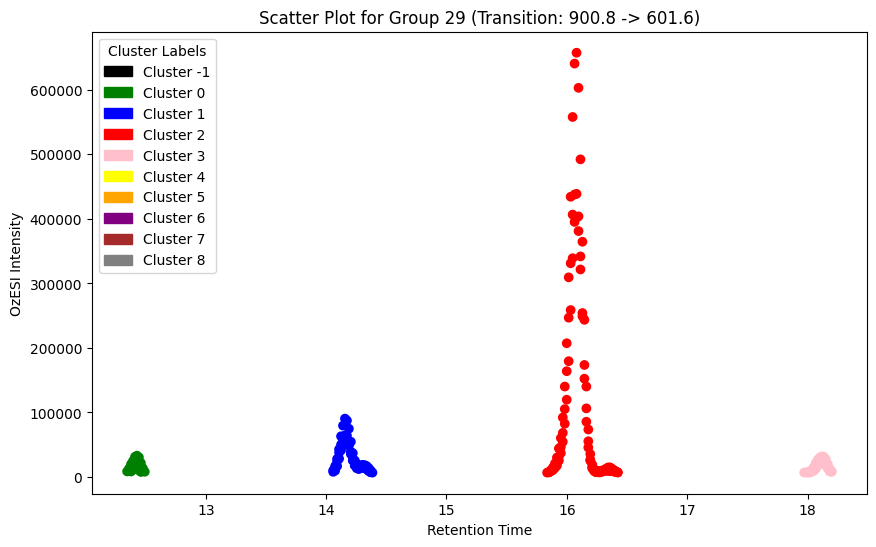 Scatter Plot for Group 29 (Transition: 900.8 -> 601.6)
Cluster Labels
Cluster -1
Cluster 0
Cluster 1
Cluster 2
Cluster 3
Cluster 4
Cluster 5
Cluster 6
Cluster 7
Cluster 8
OzESI Intensity
600000
500000
400000
300000
200000
100000
0
13 14 15 16 17 18
Retention Time